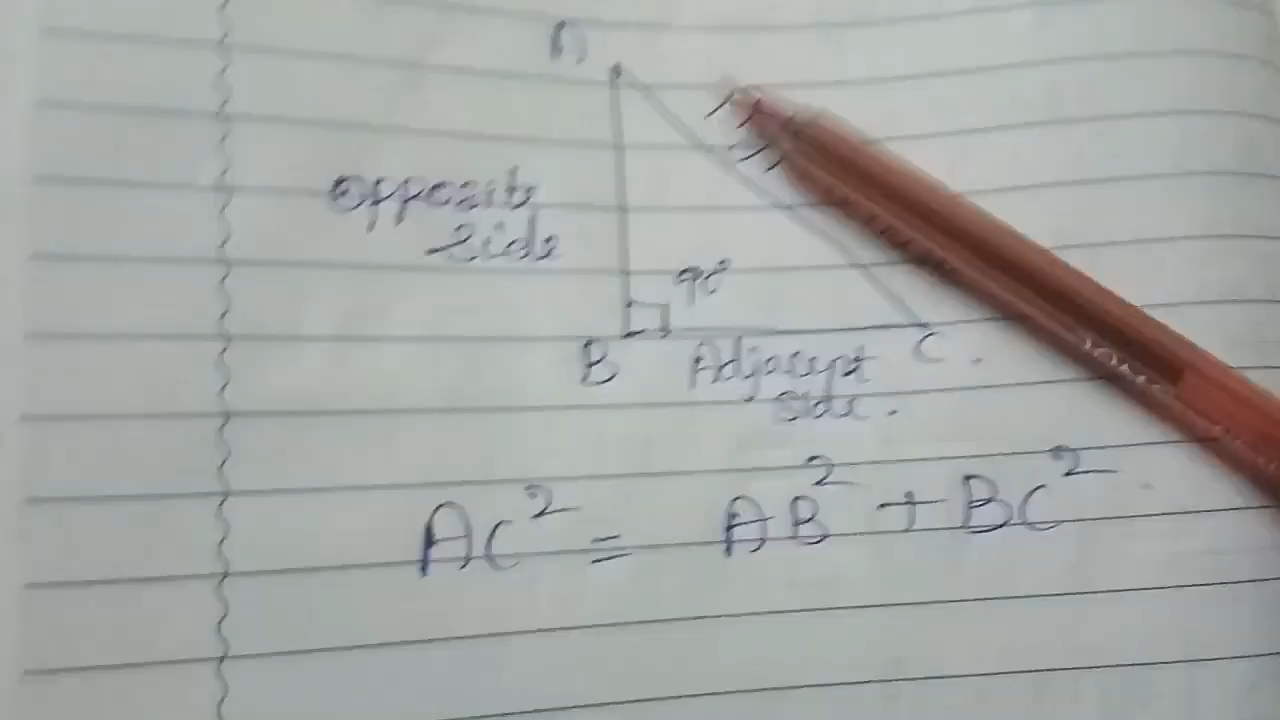 A
Opposite
Side
90°
B
Adjacent
C.
Side.
AC² = AB² + BC²